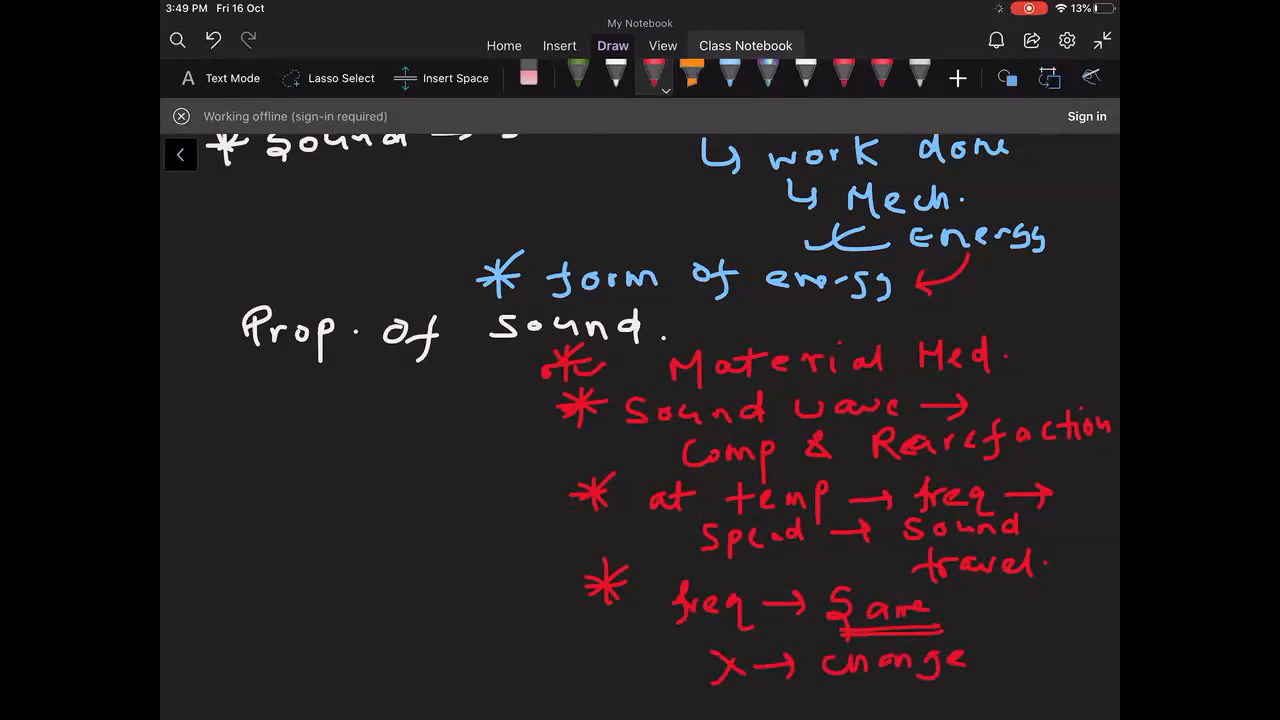 3:49 PM Fri 16 Oct
13%
My Notebook
Home Insert Draw View Class Notebook
A Text Mode Lasso Select Insert Space
Working offline (sign-in required) Sign in
* Sound →
↳ work done
↳ Mech.
Energy
* form of energy
Prop. of Sound.
* Material Med.
* Sound wave →
Comp & Rarefaction
* at temp → freq →
Speed → Sound
travel.
* freq → Same
λ → change